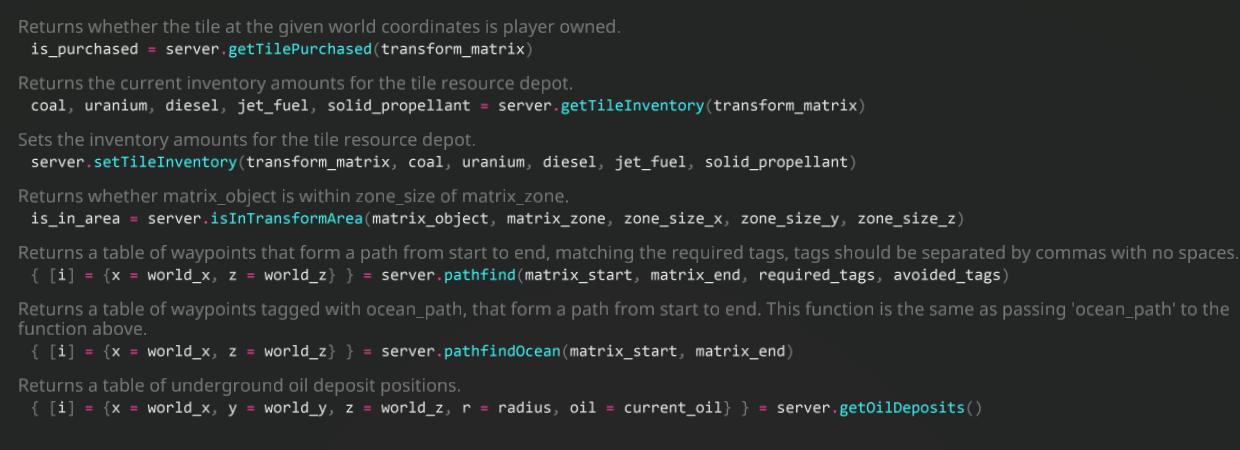 Returns whether the tile at the given world coordinates is player owned.
is_purchased = server.getTilePurchased(transform_matrix)
Returns the current inventory amounts for the tile resource depot.
coal, uranium, diesel, jet_fuel, solid_propellant = server.getTileInventory(transform_matrix)
Sets the inventory amounts for the tile resource depot.
server.setTileInventory(transform_matrix, coal, uranium, diesel, jet_fuel, solid_propellant)
Returns whether matrix_object is within zone_size of matrix_zone.
is_in_area = server.isInTransformArea(matrix_object, matrix_zone, zone_size_x, zone_size_y, zone_size_z)
Returns a table of waypoints that form a path from start to end, matching the required tags, tags should be separated by commas with no spaces.
{ [i] = {x = world_x, z = world_z} } = server.pathfind(matrix_start, matrix_end, required_tags, avoided_tags)
Returns a table of waypoints tagged with ocean_path, that form a path from start to end. This function is the same as passing 'ocean_path' to the
function above.
{ [i] = {x = world_x, z = world_z} } = server.pathfindOcean(matrix_start, matrix_end)
Returns a table of underground oil deposit positions.
{ [i] = {x = world_x, y = world_y, z = world_z, r = radius, oil = current_oil} } = server.getOilDeposits()